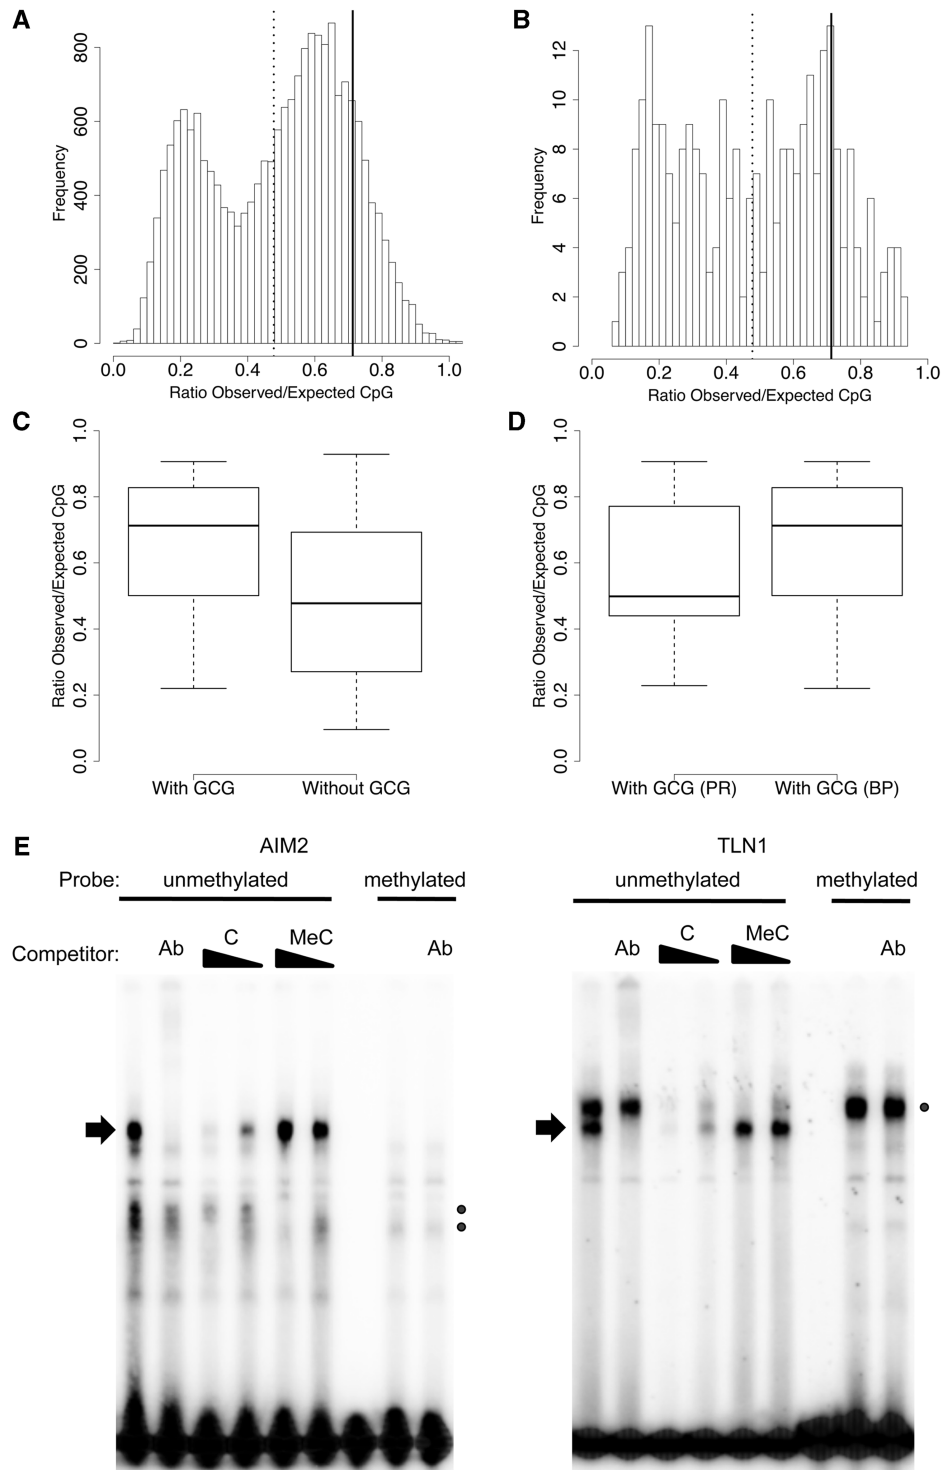 A
Frequency
0
200
400
600
800
0.0 0.2 0.4 0.6 0.8 1.0
Ratio Observed/Expected CpG
B
Frequency
0
2
4
6
8
10
12
0.0 0.2 0.4 0.6 0.8 1.0
Ratio Observed/Expected CpG
C
Ratio Observed/Expected CpG
0.0
0.2
0.4
0.6
0.8
1.0
With GCG Without GCG
D
Ratio Observed/Expected CpG
0.0
0.2
0.4
0.6
0.8
1.0
With GCG (PR) With GCG (BP)
E
AIM2
Probe: unmethylated methylated
Competitor: Ab C MeC Ab
TLN1
unmethylated methylated
Ab C MeC Ab